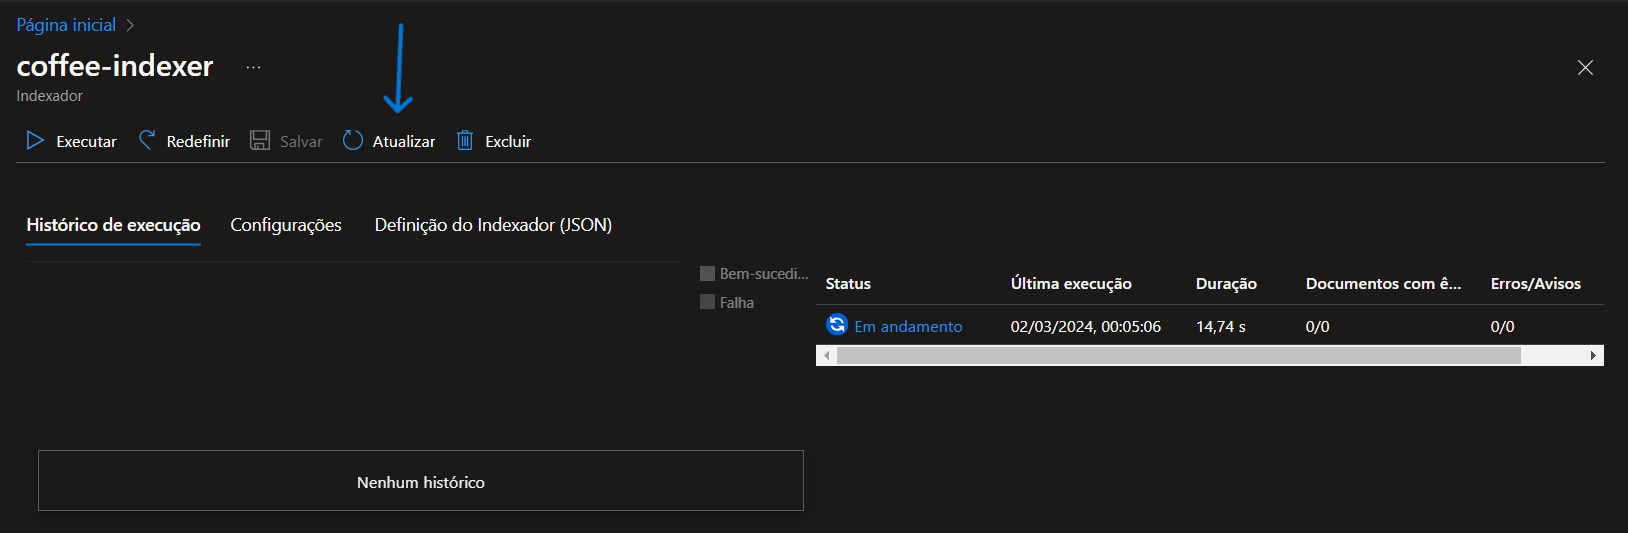 Página inicial
coffee-indexer
Indexador
Executar Redefinir Salvar Atualizar Excluir
Histórico de execução Configurações Definição do Indexador (JSON)
Bem-sucedi...
Falha
Status Última execução Duração Documentos com ê... Erros/Avisos
Em andamento 02/03/2024, 00:05:06 14,74 s 0/0 0/0
Nenhum histórico